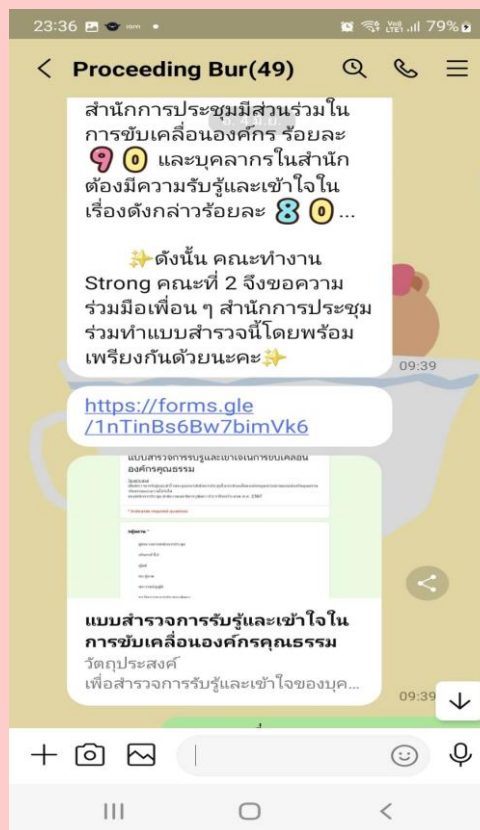 23:36
79%
Proceeding Bur(49)
สำนักการประชุมมีส่วนร่วมใน
การขับเคลื่อนองค์กร ร้อยละ
90 และบุคลากรในสำนัก
ต้องมีความรับรู้และเข้าใจใน
เรื่องดังกล่าวร้อยละ 80...
✨ดังนั้น คณะทำงาน
Strong คณะที่ 2 จึงขอความ
ร่วมมือเพื่อน ๆ สำนักการประชุม
ร่วมทำแบบสำรวจนี้โดยพร้อม
เพรียงกันด้วยนะคะ✨
09:39
https://forms.gle
/1nTinBs6Bw7bimVk6
แบบสำรวจการรับรู้และเข้าใจในการขับเคลื่อน
องค์กรคุณธรรม
แบบสำรวจการรับรู้และเข้าใจใน
การขับเคลื่อนองค์กรคุณธรรม
วัตถุประสงค์
เพื่อสำรวจการรับรู้และเข้าใจของบุค...
09:39